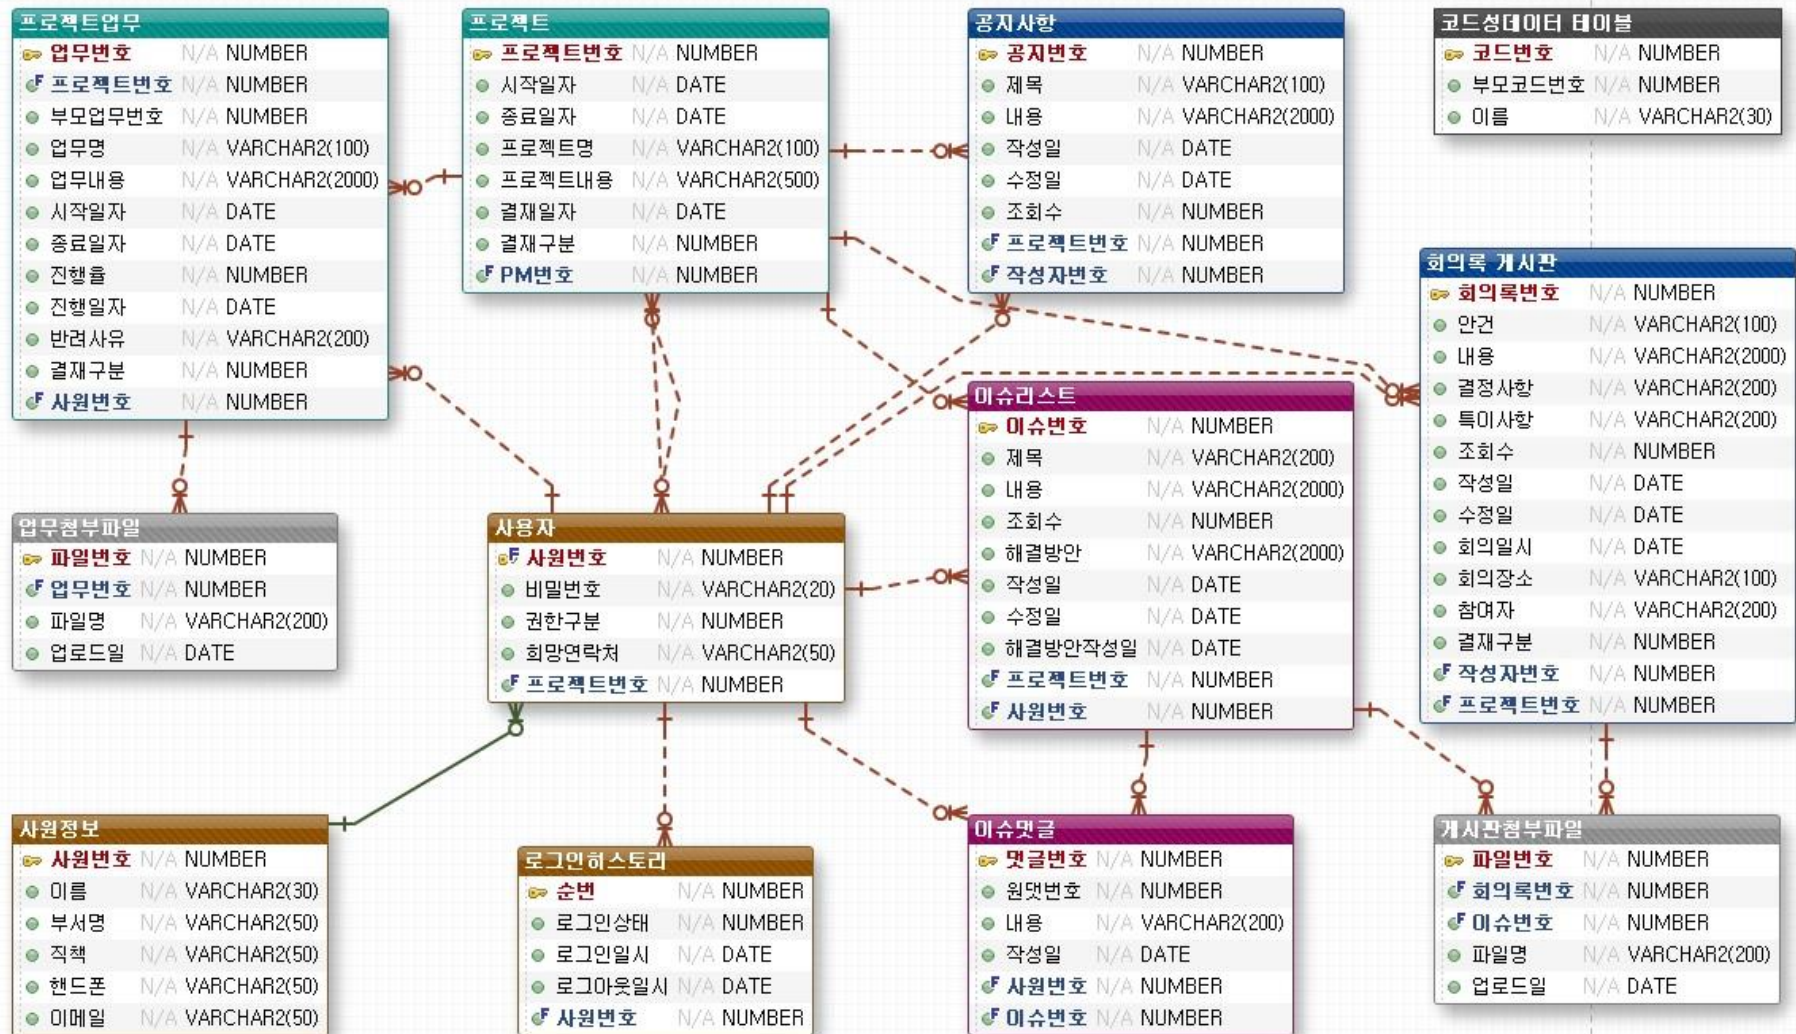 프로젝트업무
업무번호 N/A NUMBER
프로젝트번호 N/A NUMBER
부모업무번호 N/A NUMBER
업무명 N/A VARCHAR2(100)
업무내용 N/A VARCHAR2(2000)
시작일자 N/A DATE
종료일자 N/A DATE
진행율 N/A NUMBER
진행일자 N/A DATE
반려사유 N/A VARCHAR2(200)
결재구분 N/A NUMBER
사원번호 N/A NUMBER
프로젝트
프로젝트번호 N/A NUMBER
시작일자 N/A DATE
종료일자 N/A DATE
프로젝트명 N/A VARCHAR2(100)
프로젝트내용 N/A VARCHAR2(500)
결재일자 N/A DATE
결재구분 N/A NUMBER
PM번호 N/A NUMBER
공지사항
공지번호 N/A NUMBER
제목 N/A VARCHAR2(100)
내용 N/A VARCHAR2(2000)
작성일 N/A DATE
수정일 N/A DATE
조회수 N/A NUMBER
프로젝트번호 N/A NUMBER
작성자번호 N/A NUMBER
코드성데이터 테이블
코드번호 N/A NUMBER
부모코드번호 N/A NUMBER
이름 N/A VARCHAR2(30)
회의록 게시판
회의록번호 N/A NUMBER
안건 N/A VARCHAR2(100)
내용 N/A VARCHAR2(2000)
결정사항 N/A VARCHAR2(200)
특이사항 N/A VARCHAR2(200)
조회수 N/A NUMBER
작성일 N/A DATE
수정일 N/A DATE
회의일시 N/A DATE
회의장소 N/A VARCHAR2(100)
참여자 N/A VARCHAR2(200)
결재구분 N/A NUMBER
작성자번호 N/A NUMBER
프로젝트번호 N/A NUMBER
이슈리스트
이슈번호 N/A NUMBER
제목 N/A VARCHAR2(200)
내용 N/A VARCHAR2(2000)
조회수 N/A NUMBER
해결방안 N/A VARCHAR2(2000)
작성일 N/A DATE
수정일 N/A DATE
해결방안작성일 N/A DATE
프로젝트번호 N/A NUMBER
사원번호 N/A NUMBER
업무첨부파일
파일번호 N/A NUMBER
업무번호 N/A NUMBER
파일명 N/A VARCHAR2(200)
업로드일 N/A DATE
사용자
사원번호 N/A NUMBER
비밀번호 N/A VARCHAR2(20)
권한구분 N/A NUMBER
희망연락처 N/A VARCHAR2(50)
프로젝트번호 N/A NUMBER
사원정보
사원번호 N/A NUMBER
이름 N/A VARCHAR2(30)
부서명 N/A VARCHAR2(50)
직책 N/A VARCHAR2(50)
핸드폰 N/A VARCHAR2(50)
이메일 N/A VARCHAR2(50)
로그인히스토리
순번 N/A NUMBER
로그인상태 N/A NUMBER
로그인일시 N/A DATE
로그아웃일시 N/A DATE
사원번호 N/A NUMBER
이슈댓글
댓글번호 N/A NUMBER
원댓번호 N/A NUMBER
내용 N/A VARCHAR2(200)
작성일 N/A DATE
사원번호 N/A NUMBER
이슈번호 N/A NUMBER
게시판첨부파일
파일번호 N/A NUMBER
회의록번호 N/A NUMBER
이슈번호 N/A NUMBER
파일명 N/A VARCHAR2(200)
업로드일 N/A DATE